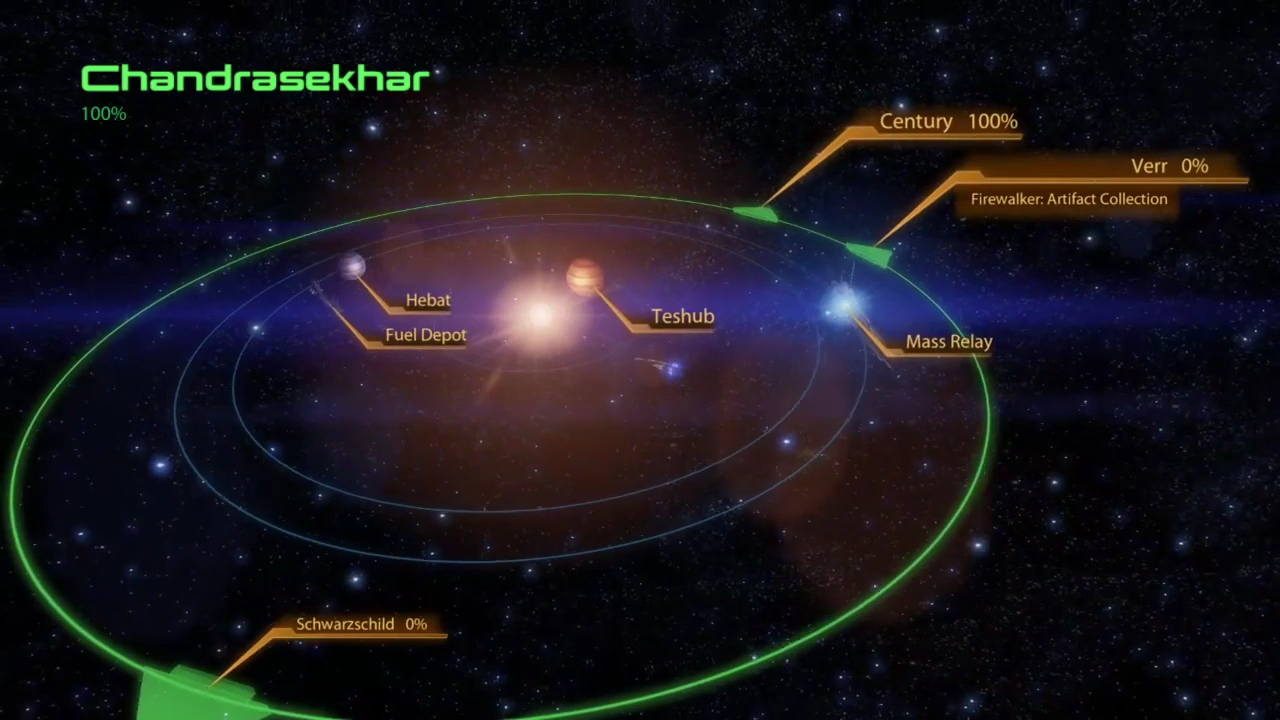 Chandrasekhar
100%
Century 100%
Verr 0%
Firewalker: Artifact Collection
Hebat
Teshub
Fuel Depot
Mass Relay
Schwarzschild 0%